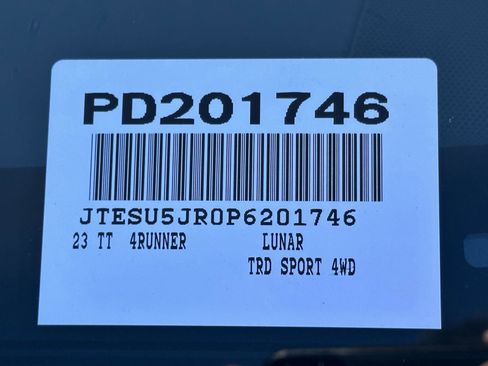 PD201746
JTESU5JR0P6201746
23 TT 4RUNNER LUNAR
TRD SPORT 4WD